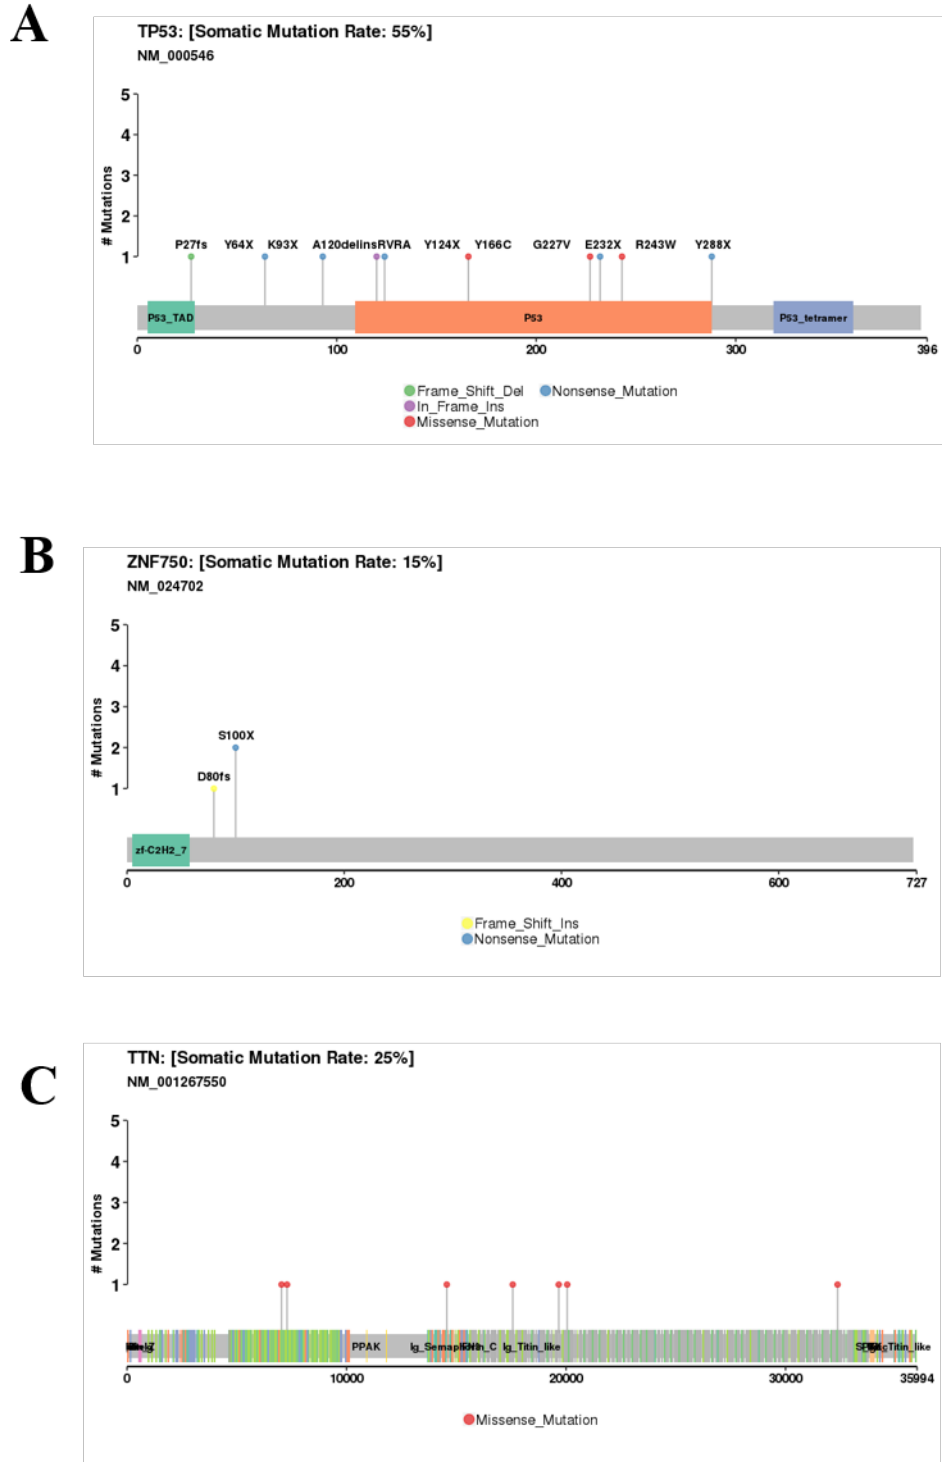 A
TP53: [Somatic Mutation Rate: 55%]
NM_000546
# Mutations
5
4
3
2
1
P27fs Y64X K93X A120delinsRVRA Y124X Y166C G227V E232X R243W Y288X
P53_TAD P53 P53_tetramer
0 100 200 300 396
Frame_Shift_Del Nonsense_Mutation
In_Frame_Ins
Missense_Mutation
B
ZNF750: [Somatic Mutation Rate: 15%]
NM_024702
# Mutations
5
4
3
2
1
S100X
D80fs
zf-C2H2_7
0 200 400 600 727
Frame_Shift_Ins
Nonsense_Mutation
C
TTN: [Somatic Mutation Rate: 25%]
NM_001267550
# Mutations
5
4
3
2
1
PPAK Ig_Titin_like
0 10000 20000 30000 35994
Missense_Mutation